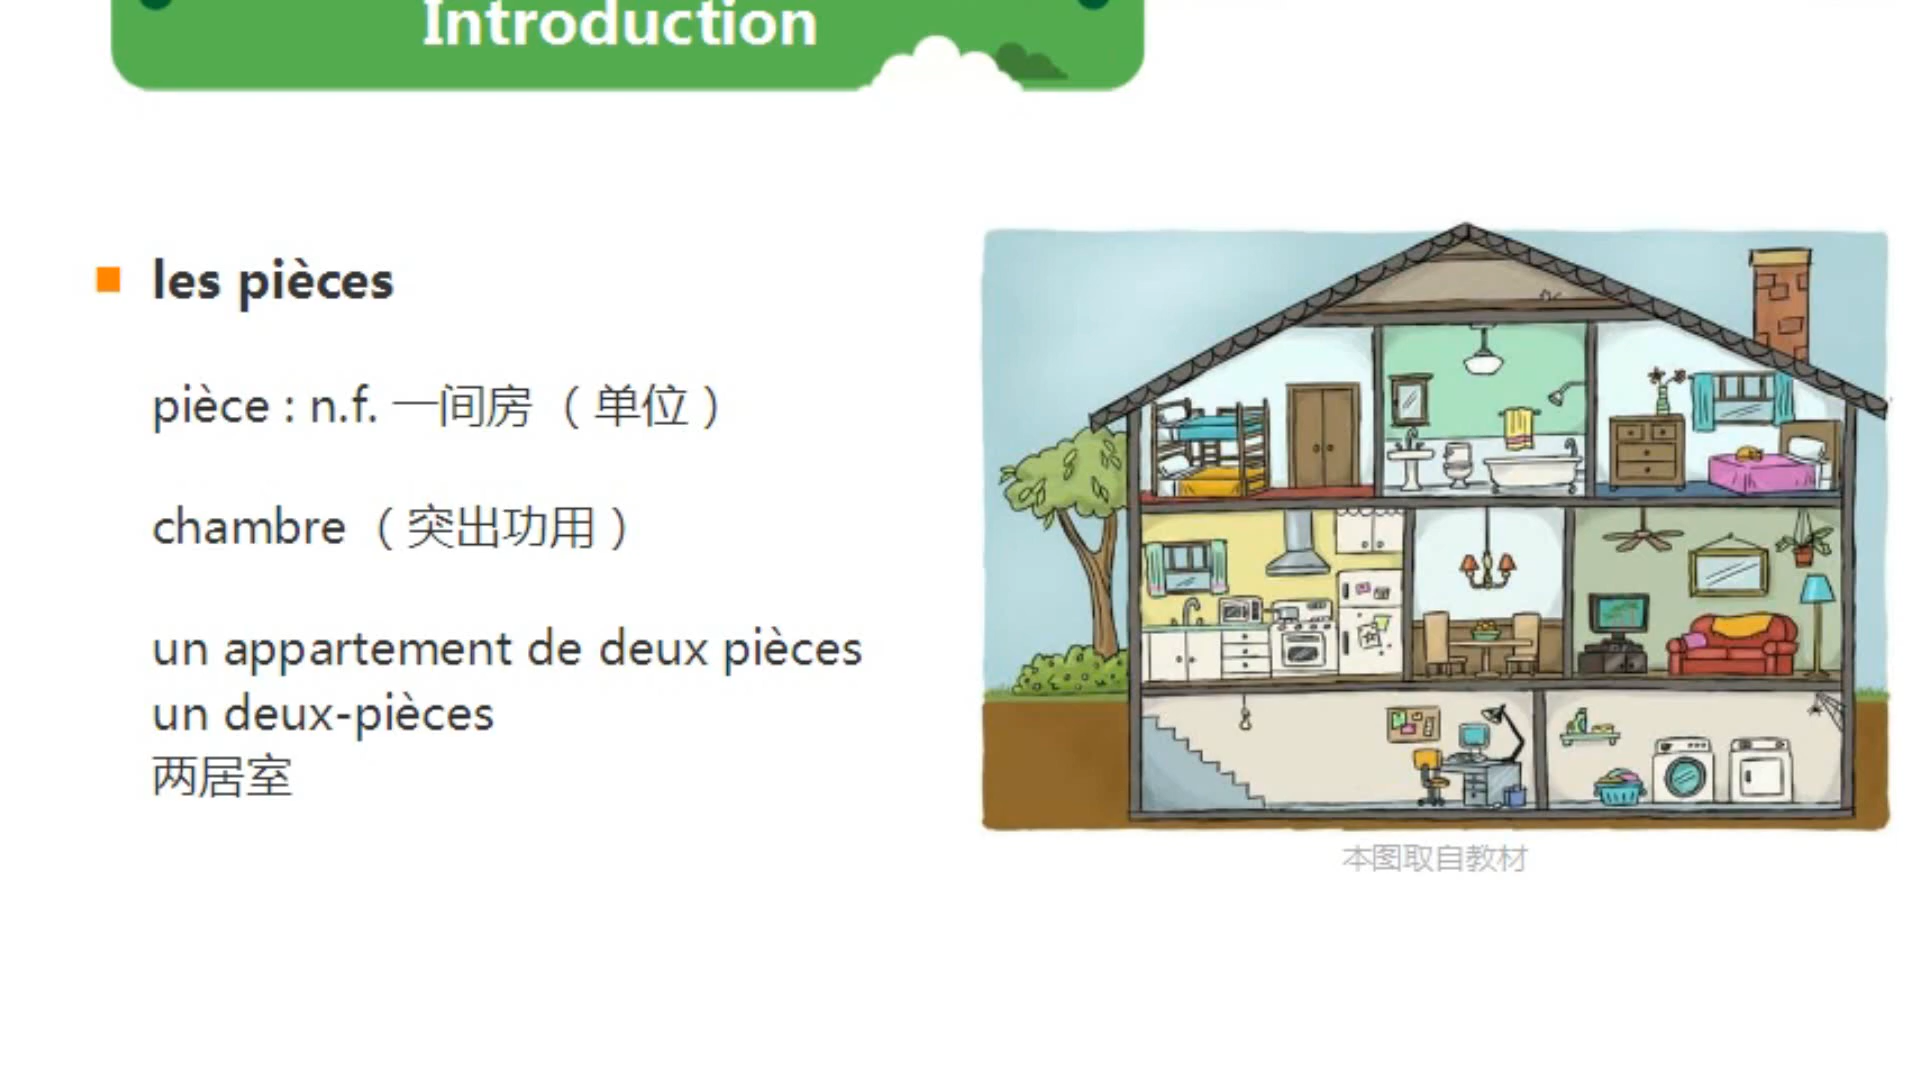 Introduction
les pièces
pièce : n.f. 一间房 （单位）
chambre （突出功用）
un appartement de deux pièces
un deux-pièces
两居室
本图取自教材